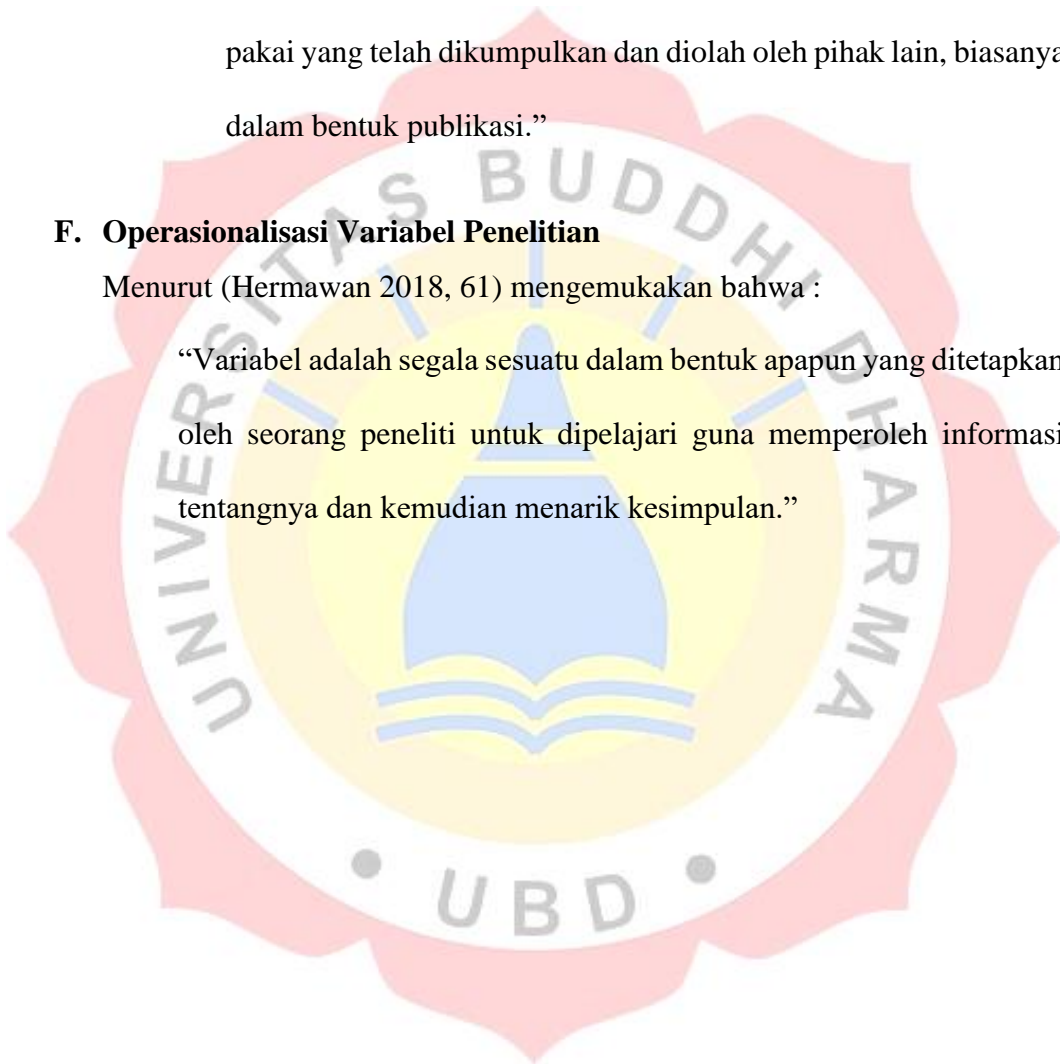 pakai yang telah dikumpulkan dan diolah oleh pihak lain, biasanya
dalam bentuk publikasi.”
F. Operasionalisasi Variabel Penelitian
Menurut (Hermawan 2018, 61) mengemukakan bahwa :
“Variabel adalah segala sesuatu dalam bentuk apapun yang ditetapkan
oleh seorang peneliti untuk dipelajari guna memperoleh informasi
tentangnya dan kemudian menarik kesimpulan.”
UNIVERSITAS BUDDHI DHARMA
• UBD •